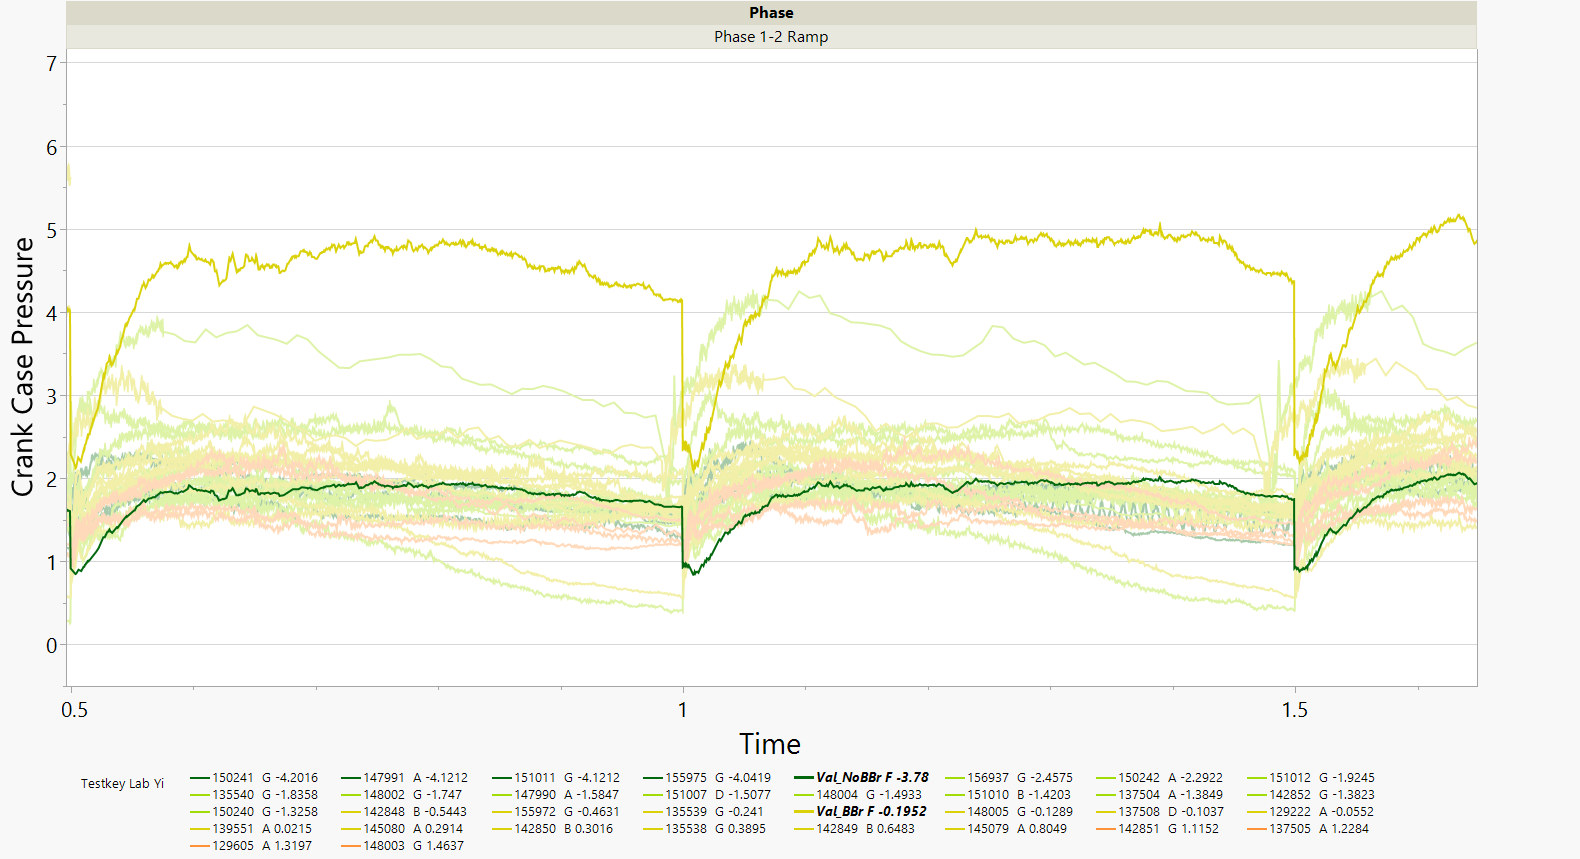 Phase
Phase 1-2 Ramp
7
6
5
4
3
2
1
0
Crank Case Pressure
0.5 1 1.5
Time
Testkey Lab Yi
150241 G -4.2016 147991 A -4.1212 151011 G -4.1212 155975 G -4.0419 Val_NoBBr F -3.78 156937 G -2.4575 150242 A -2.2922 151012 G -1.9245
135540 G -1.8358 148002 G -1.747 147990 A -1.5847 151007 D -1.5077 148004 G -1.4933 151010 B -1.4203 137504 A -1.3849 142852 G -1.3823
150240 G -1.3258 142848 B -0.5443 155972 G -0.4631 135539 G -0.241 Val_BBr F -0.1952 148005 G -0.1289 137508 D -0.1037 129222 A -0.0552
139551 A 0.0215 145080 A 0.2914 142850 B 0.3016 135538 G 0.3895 142849 B 0.6483 145079 A 0.8049 142851 G 1.1152 137505 A 1.2284
129605 A 1.3197 148003 G 1.4637